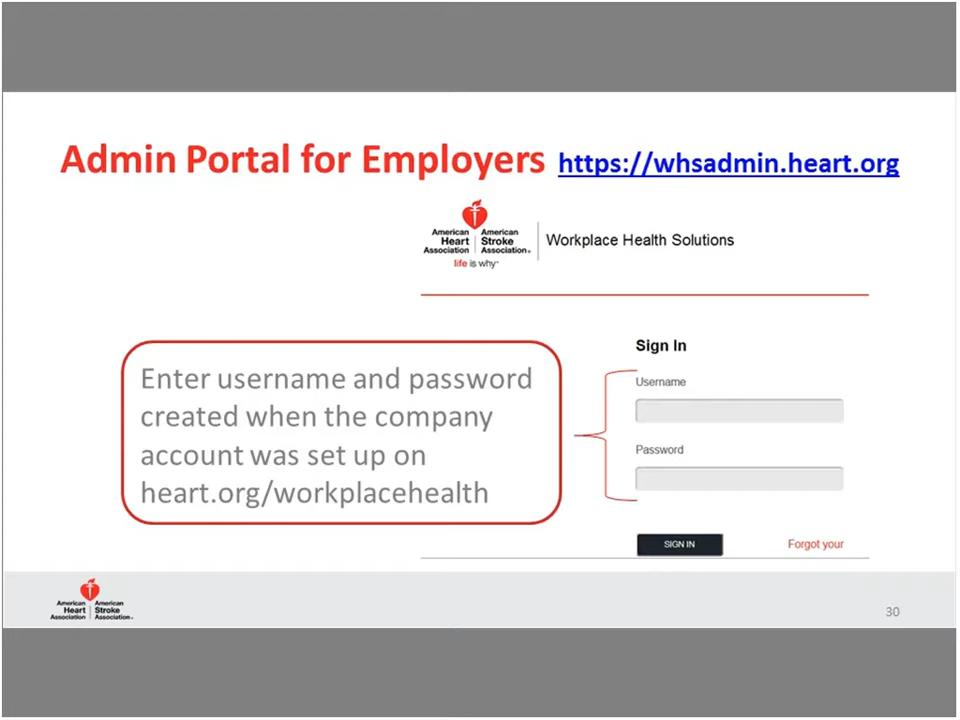 Admin Portal for Employers https://whsadmin.heart.org
American Heart Association
American Stroke Association®
life is why™
Workplace Health Solutions
Sign In
Enter username and password
created when the company
account was set up on
heart.org/workplacehealth
Username
Password
SIGN IN
Forgot your
American Heart Association
American Stroke Association®
30